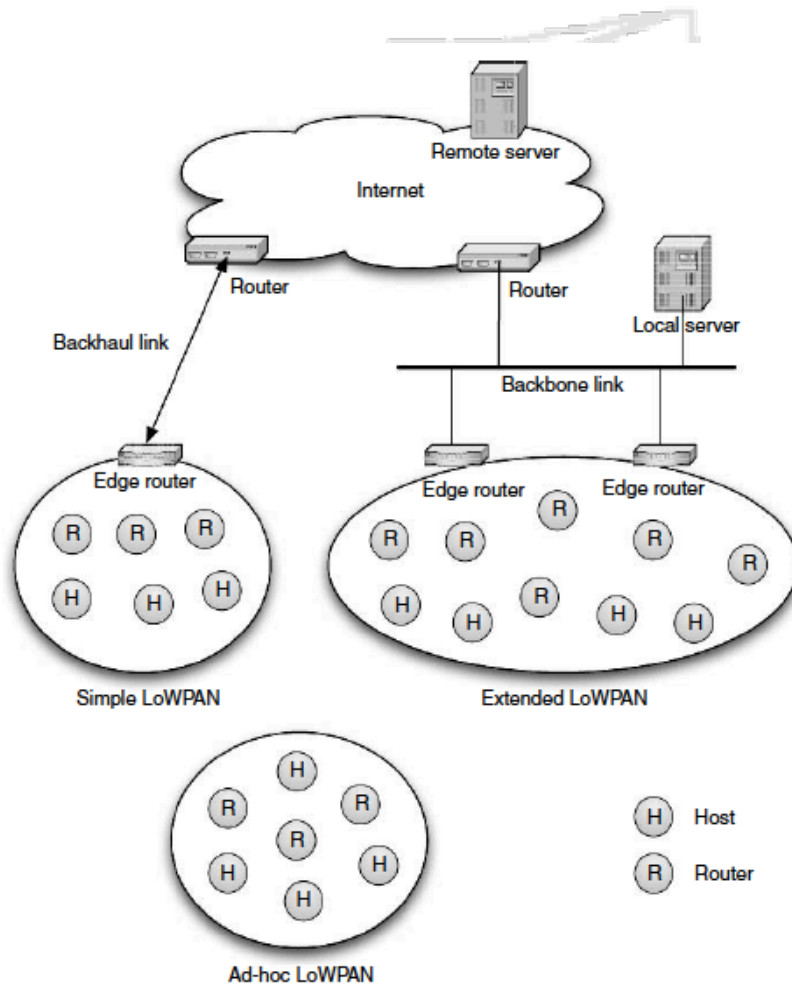 Remote server
Internet
Router
Router
Local server
Backhaul link
Backbone link
Edge router
Edge router
Edge router
R
R
R
H
H
H
R
R
R
R
R
H
H
R
H
H
Simple LoWPAN
Extended LoWPAN
H
R
R
R
H
H
H
H Host
R Router
Ad-hoc LoWPAN